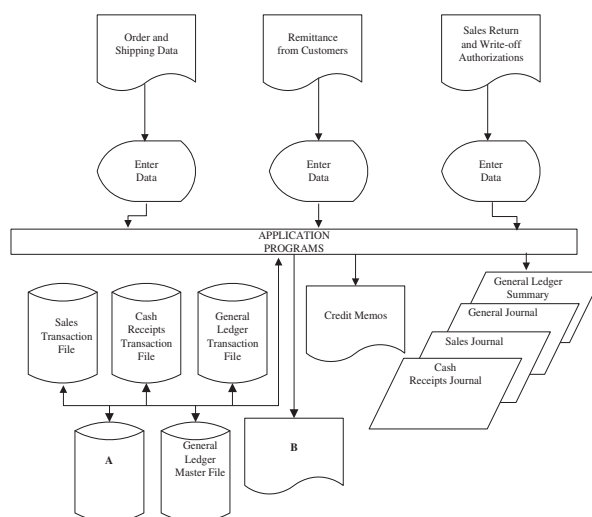 Order and
Shipping Data
Remittance
from Customers
Sales Return
and Write-off
Authorizations
Enter
Data
Enter
Data
Enter
Data
APPLICATION
PROGRAMS
Sales
Transaction
File
Cash
Receipts
Transaction
File
General
Ledger
Transaction
File
Credit Memos
General Ledger
Summary
General Journal
Sales Journal
Cash
Receipts Journal
A
General
Ledger
Master File
B